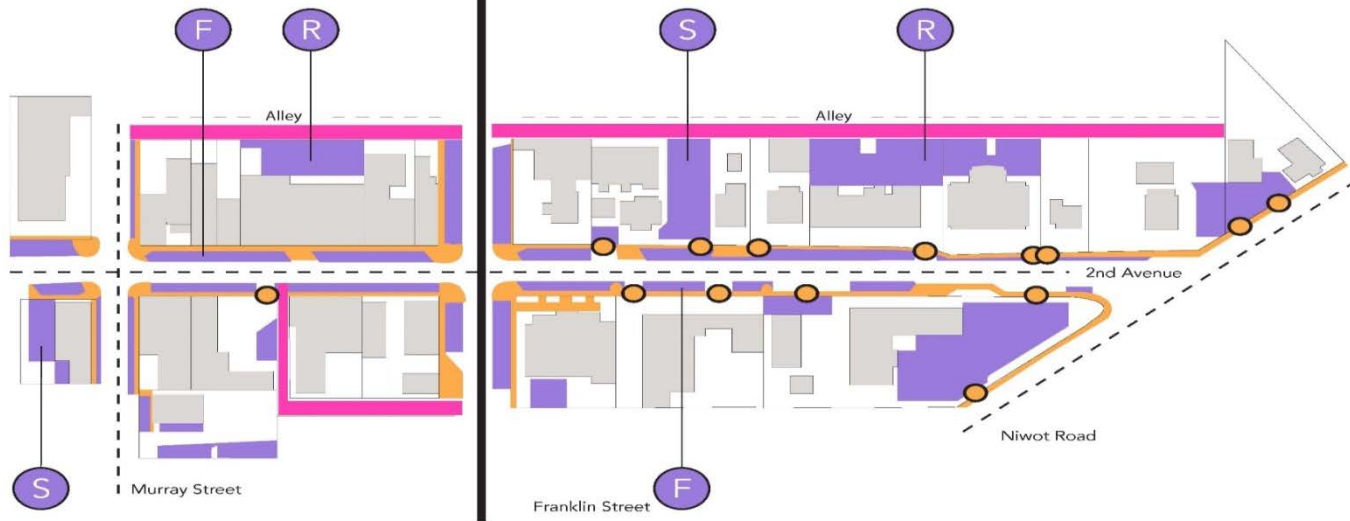 F
R
S
R
Alley
Alley
2nd Avenue
Niwot Road
S
Murray Street
Franklin Street
F